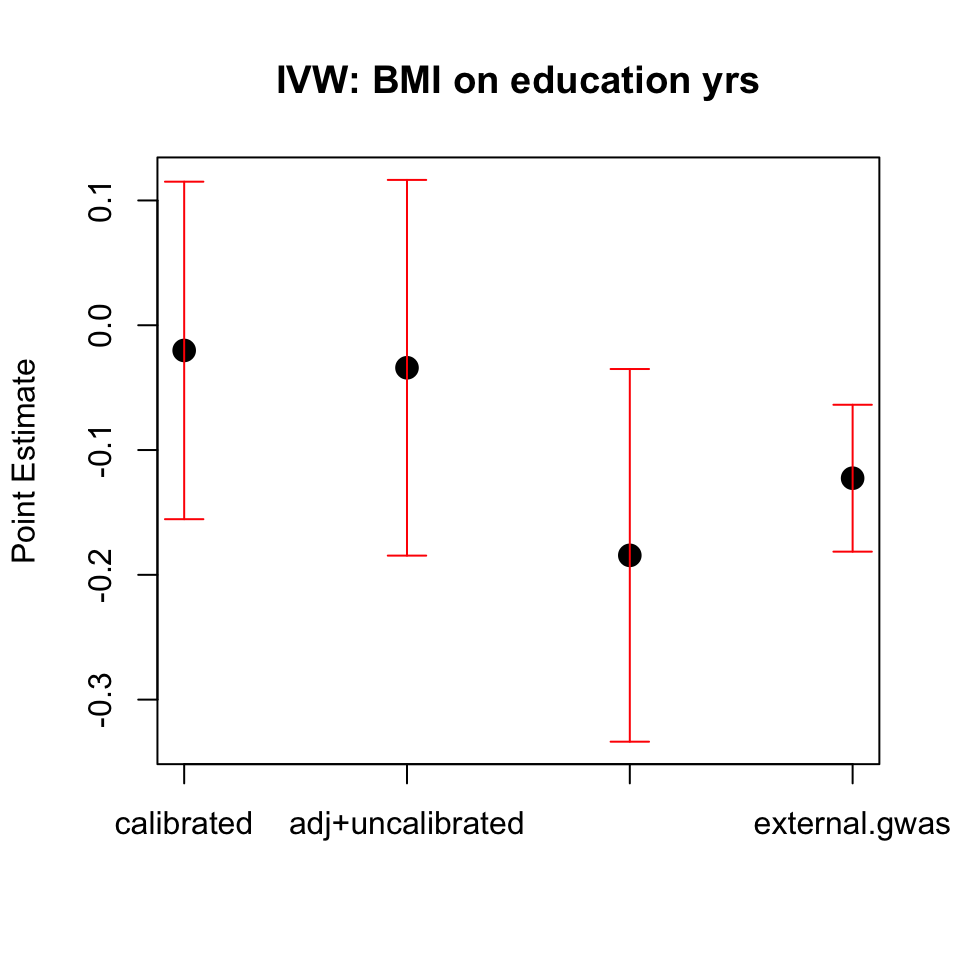 IVW: BMI on education yrs
Point Estimate
0.1
0.0
-0.1
-0.2
-0.3
calibrated adj+uncalibrated external.gwas